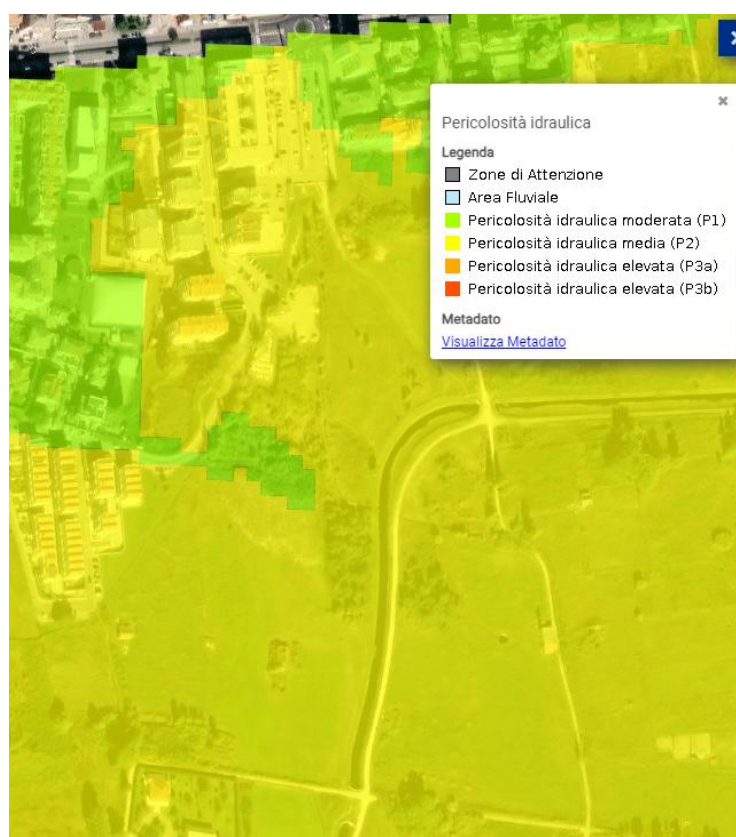 Pericolosità idraulica
Legenda
Zone di Attenzione
Area Fluviale
Pericolosità idraulica moderata (P1)
Pericolosità idraulica media (P2)
Pericolosità idraulica elevata (P3a)
Pericolosità idraulica elevata (P3b)
Metadato
Visualizza Metadato